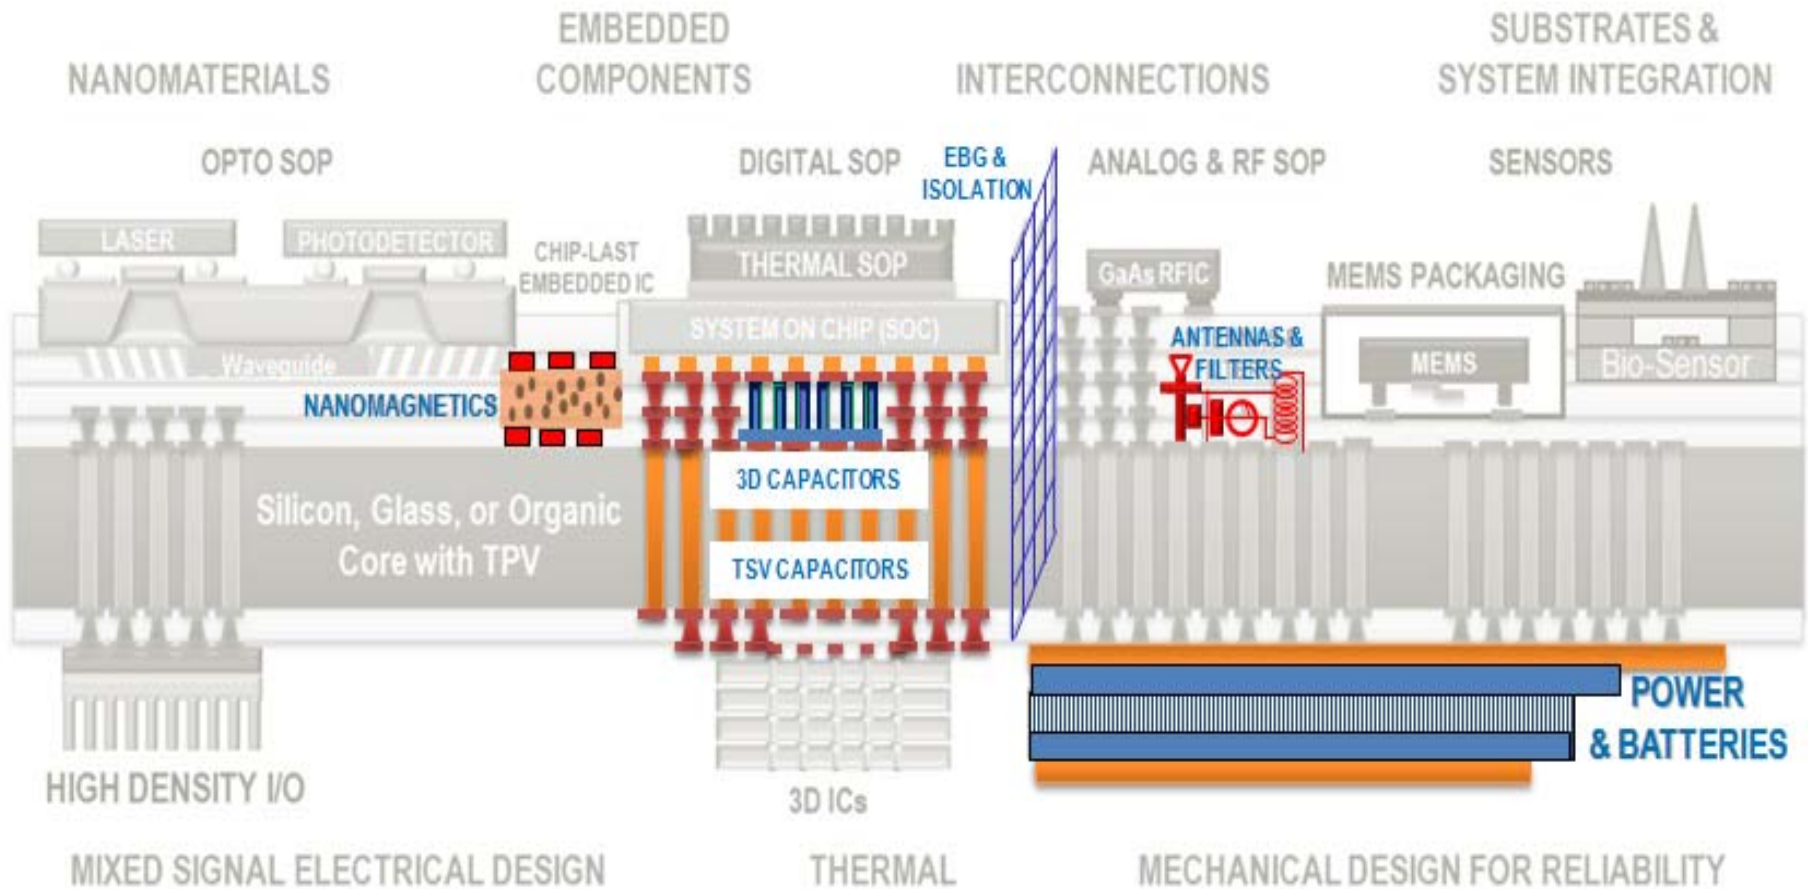 EMBEDDED
COMPONENTS
SUBSTRATES &
SYSTEM INTEGRATION
NANOMATERIALS
INTERCONNECTIONS
OPTO SOP
DIGITAL SOP
EBG &
ISOLATION
ANALOG & RF SOP
SENSORS
LASER
PHOTODETECTOR
CHIP-LAST
EMBEDDED IC
THERMAL SOP
GaAs RFIC
MEMS PACKAGING
SYSTEM ON CHIP (SOC)
ANTENNAS &
FILTERS
Waveguide
MEMS
Bio-Sensor
NANOMAGNETICS
3D CAPACITORS
Silicon, Glass, or Organic
Core with TPV
TSV CAPACITORS
POWER
& BATTERIES
HIGH DENSITY I/O
3D ICs
MIXED SIGNAL ELECTRICAL DESIGN
THERMAL
MECHANICAL DESIGN FOR RELIABILITY